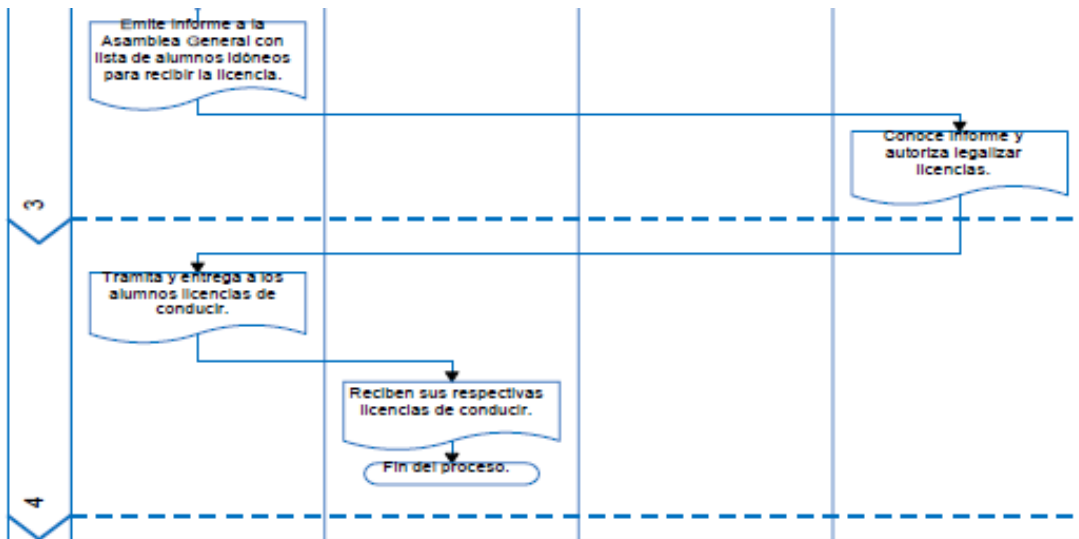 Emite informe a la
Asamblea General con
lista de alumnos idóneos
para recibir la licencia.
Conoce informe y
autoriza legalizar
licencias.
3
Tramita y entrega a los
alumnos licencias de
conducir.
Reciben sus respectivas
licencias de conducir.
Fin del proceso.
4